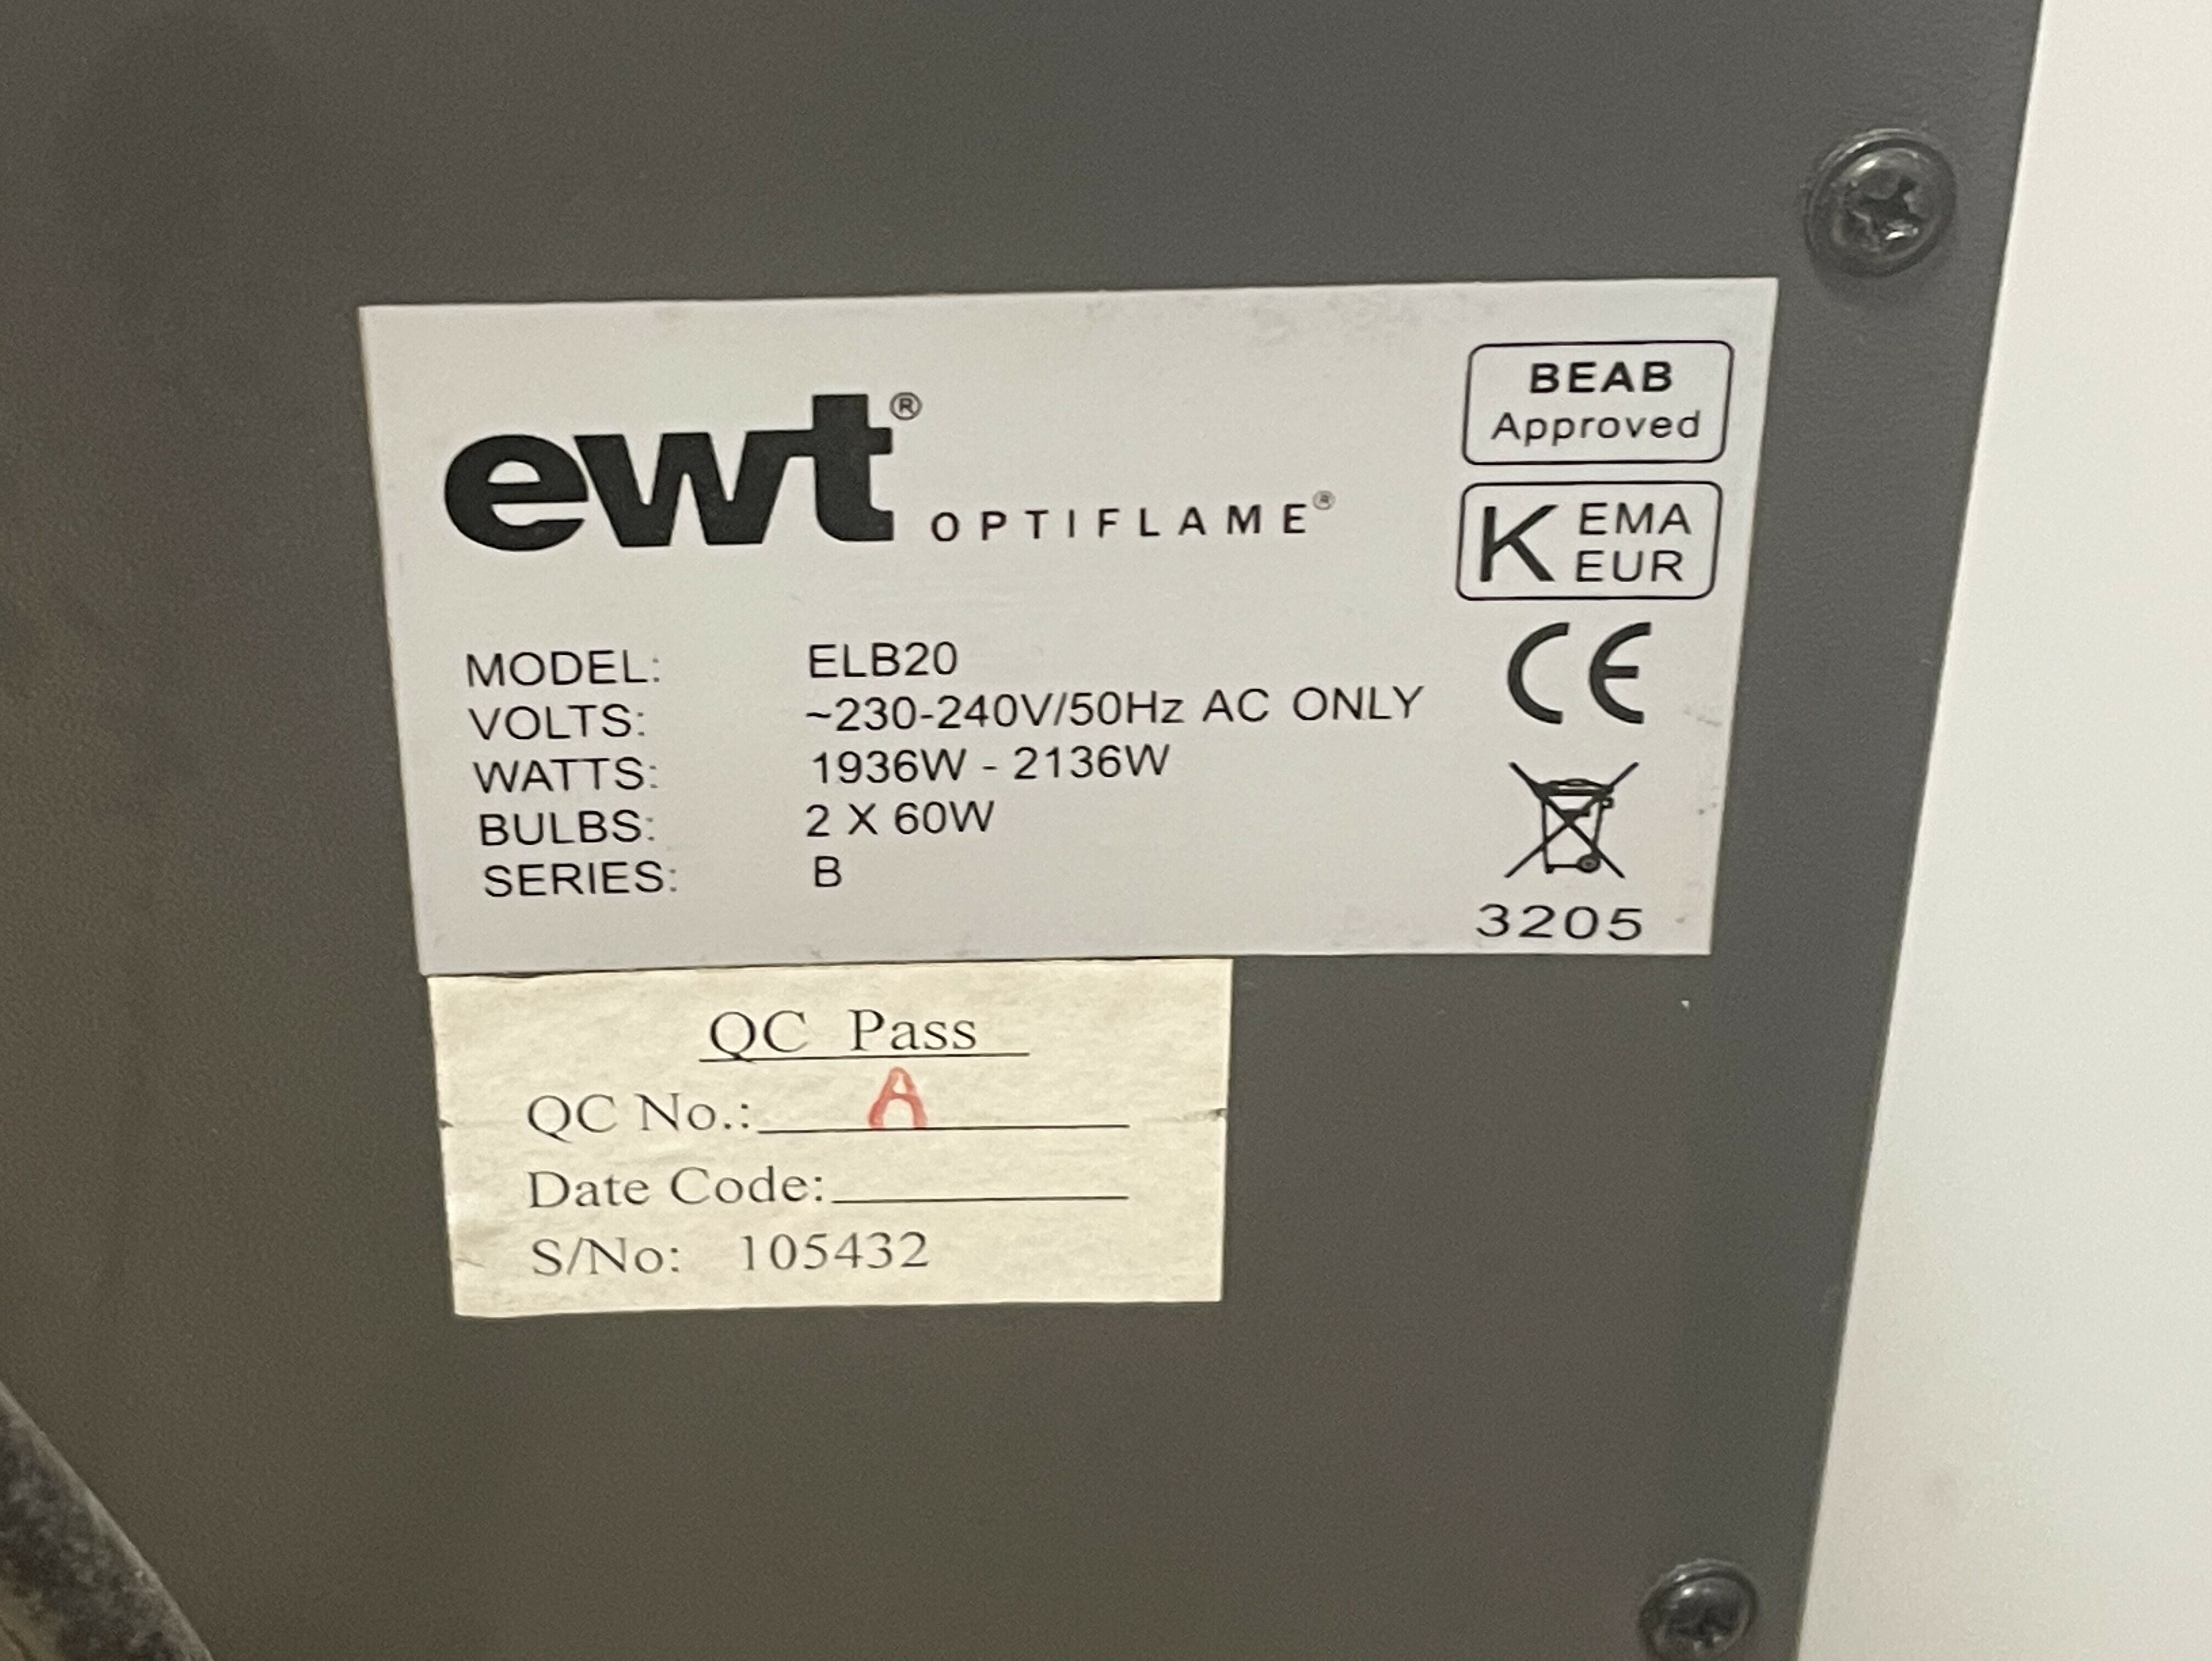 ewt® OPTIFLAME®
BEAB
Approved
KEMA
EUR
CE
MODEL: ELB20
VOLTS: ~230-240V/50Hz AC ONLY
WATTS: 1936W - 2136W
BULBS: 2 X 60W
SERIES: B
3205
QC Pass
QC No.: A
Date Code:
S/No: 105432